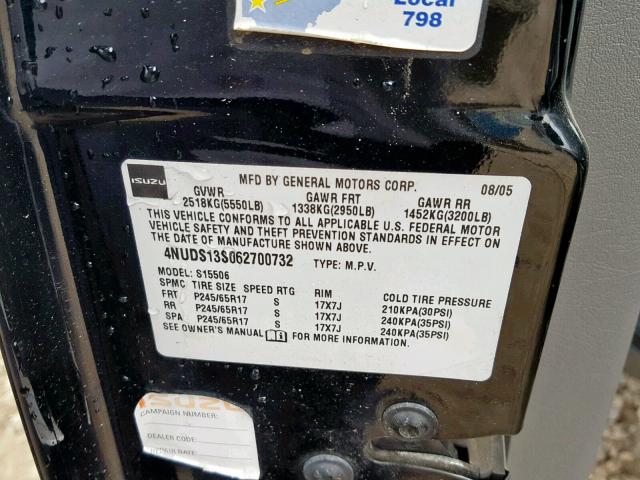 Local
798
ISUZU
MFD BY GENERAL MOTORS CORP. 08/05
GVWR GAWR FRT GAWR RR
2518KG(5550LB) 1338KG(2950LB) 1452KG(3200LB)
THIS VEHICLE CONFORMS TO ALL APPLICABLE U.S. FEDERAL MOTOR
VEHICLE SAFETY AND THEFT PREVENTION STANDARDS IN EFFECT ON
THE DATE OF MANUFACTURE SHOWN ABOVE.
4NUDS13S062700732 TYPE: M.P.V.
MODEL: S15506
SPMC TIRE SIZE SPEED RTG RIM COLD TIRE PRESSURE
FRT P245/65R17 S 17X7J 210KPA(30PSI)
RR P245/65R17 S 17X7J 240KPA(35PSI)
SPA P245/65R17 S 17X7J 240KPA(35PSI)
SEE OWNER'S MANUAL FOR MORE INFORMATION.
ISUZU
CAMPAIGN NUMBER:
DEALER CODE:
REPAIR DATE: